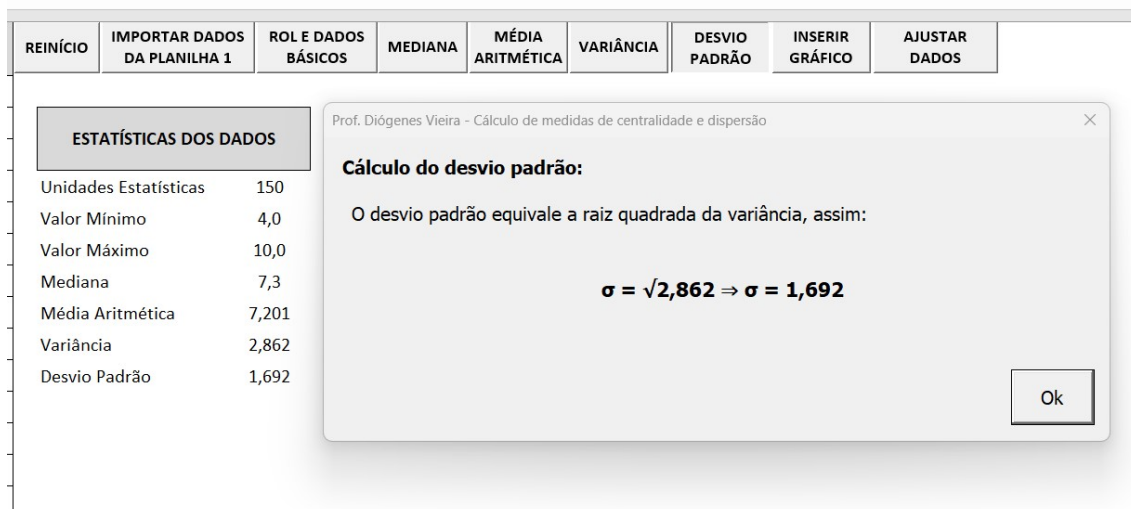 REINÍCIO
IMPORTAR DADOS
DA PLANILHA 1
ROL E DADOS
BÁSICOS
MEDIANA
MÉDIA
ARITMÉTICA
VARIÂNCIA
DESVIO
PADRÃO
INSERIR
GRÁFICO
AJUSTAR
DADOS
ESTATÍSTICAS DOS DADOS
Unidades Estatísticas 150
Valor Mínimo 4,0
Valor Máximo 10,0
Mediana 7,3
Média Aritmética 7,201
Variância 2,862
Desvio Padrão 1,692
Prof. Diógenes Vieira - Cálculo de medidas de centralidade e dispersão
Cálculo do desvio padrão:
O desvio padrão equivale a raiz quadrada da variância, assim:
σ = √2,862 ⇒ σ = 1,692
Ok